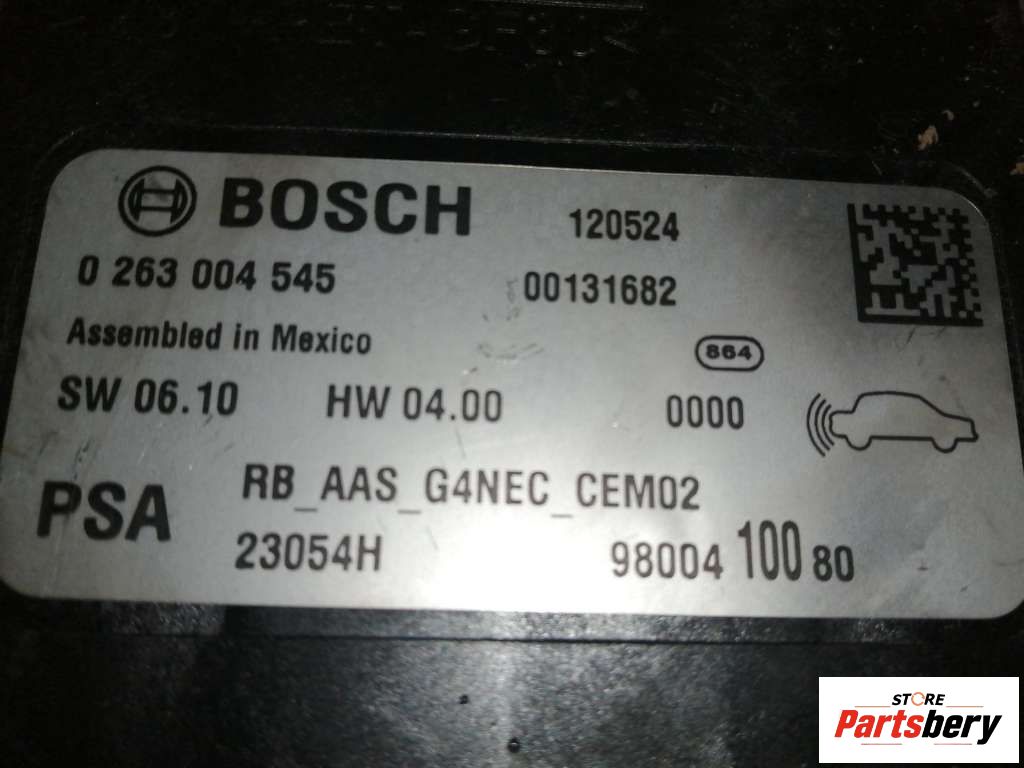 BOSCH 120524
0 263 004 545 00131682
Assembled in Mexico 864
SW 06.10 HW 04.00 0000
PSA RB_AAS_G4NEC_CEM02
23054H 98004 100 80
STORE
Partsbery